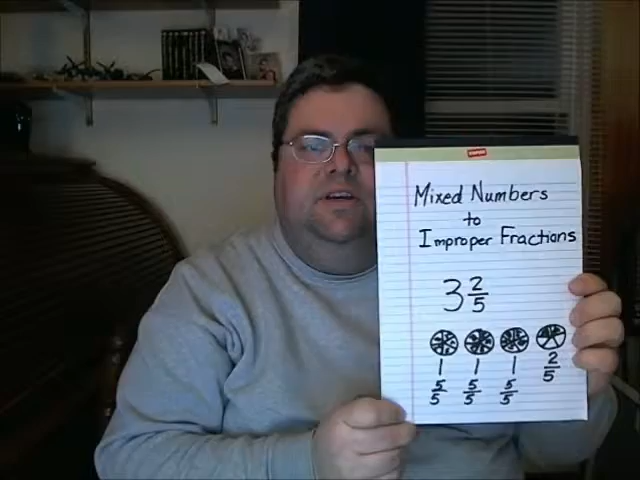 STAPLES
Mixed Numbers
to
Improper Fractions
3 2/5
1 1 1 2/5
5/5 5/5 5/5